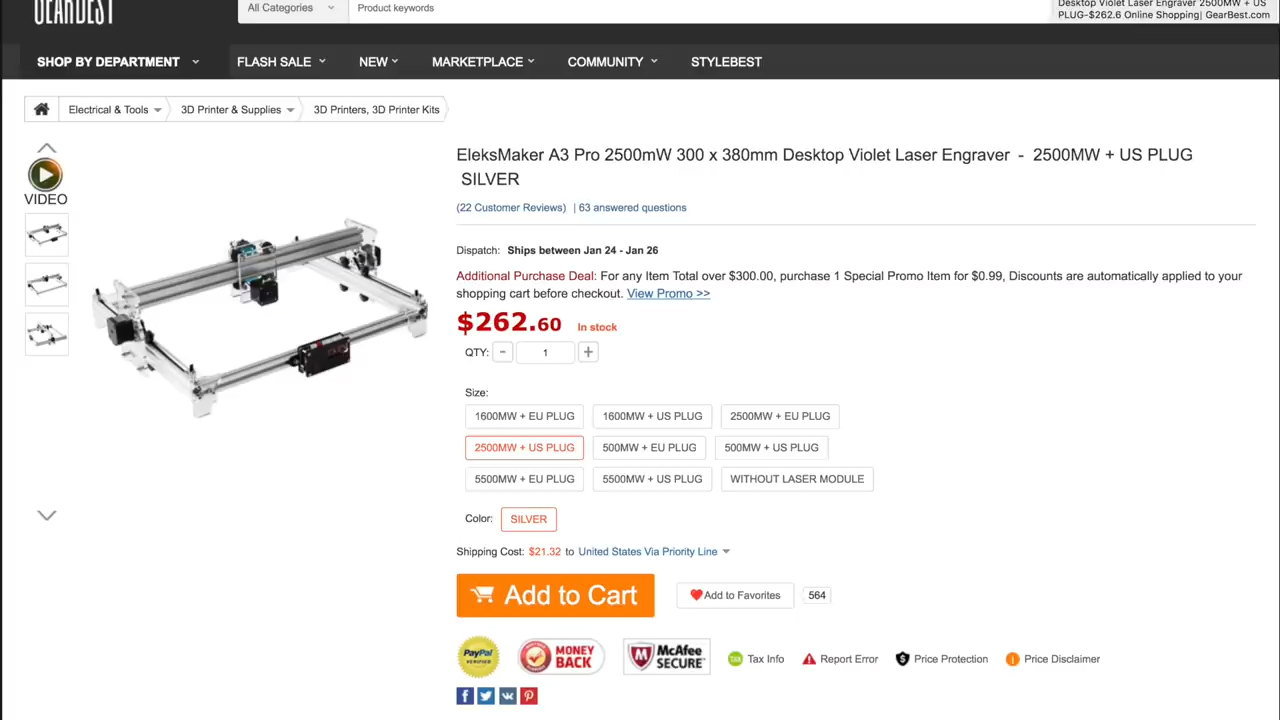 GEARBEST
All Categories
Product keywords
Desktop Violet Laser Engraver 2500MW + US
PLUG-$262.6 Online Shopping| GearBest.com
SHOP BY DEPARTMENT
FLASH SALE
NEW
MARKETPLACE
COMMUNITY
STYLEBEST
Electrical & Tools
3D Printer & Supplies
3D Printers, 3D Printer Kits
VIDEO
EleksMaker A3 Pro 2500mW 300 x 380mm Desktop Violet Laser Engraver - 2500MW + US PLUG
SILVER
(22 Customer Reviews) | 63 answered questions
Dispatch: Ships between Jan 24 - Jan 26
Additional Purchase Deal: For any Item Total over $300.00, purchase 1 Special Promo Item for $0.99, Discounts are automatically applied to your
shopping cart before checkout. View Promo >>
$262.60 In stock
QTY: - 1 +
Size:
1600MW + EU PLUG
1600MW + US PLUG
2500MW + EU PLUG
2500MW + US PLUG
500MW + EU PLUG
500MW + US PLUG
5500MW + EU PLUG
5500MW + US PLUG
WITHOUT LASER MODULE
Color: SILVER
Shipping Cost: $21.32 to United States Via Priority Line
Add to Cart
Add to Favorites
564
PayPal
VERIFIED
MONEY
BACK
McAfee
SECURE
TAX
Tax Info
Report Error
$
Price Protection
Price Disclaimer